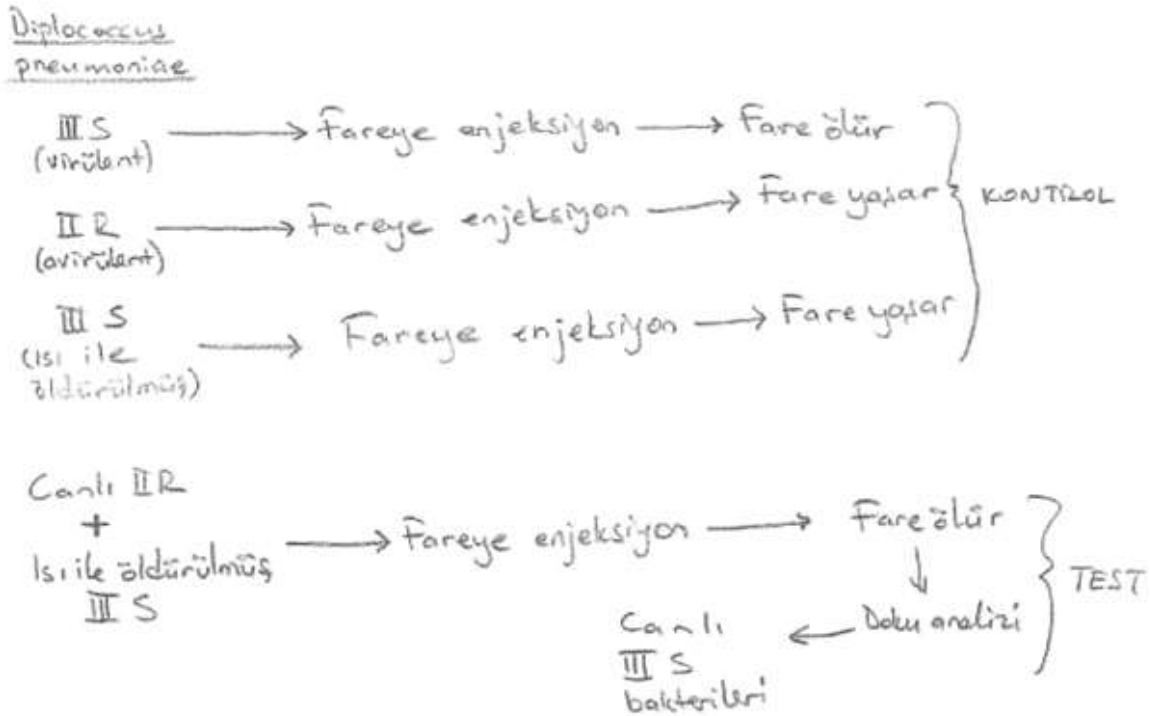 Diplococcus
pneumoniae
III S → Fareye enjeksiyon → Fare ölür
(virülent)
II R → Fareye enjeksiyon → Fare yaşar
(avirülent)
KONTROL
III S → Fareye enjeksiyon → Fare yaşar
(ısı ile
öldürülmüş)
Canlı II R
+
Isı ile öldürülmüş
III S
→ Fareye enjeksiyon → Fare ölür
↓
Doku analizi
←
Canlı
III S
bakterileri
TEST